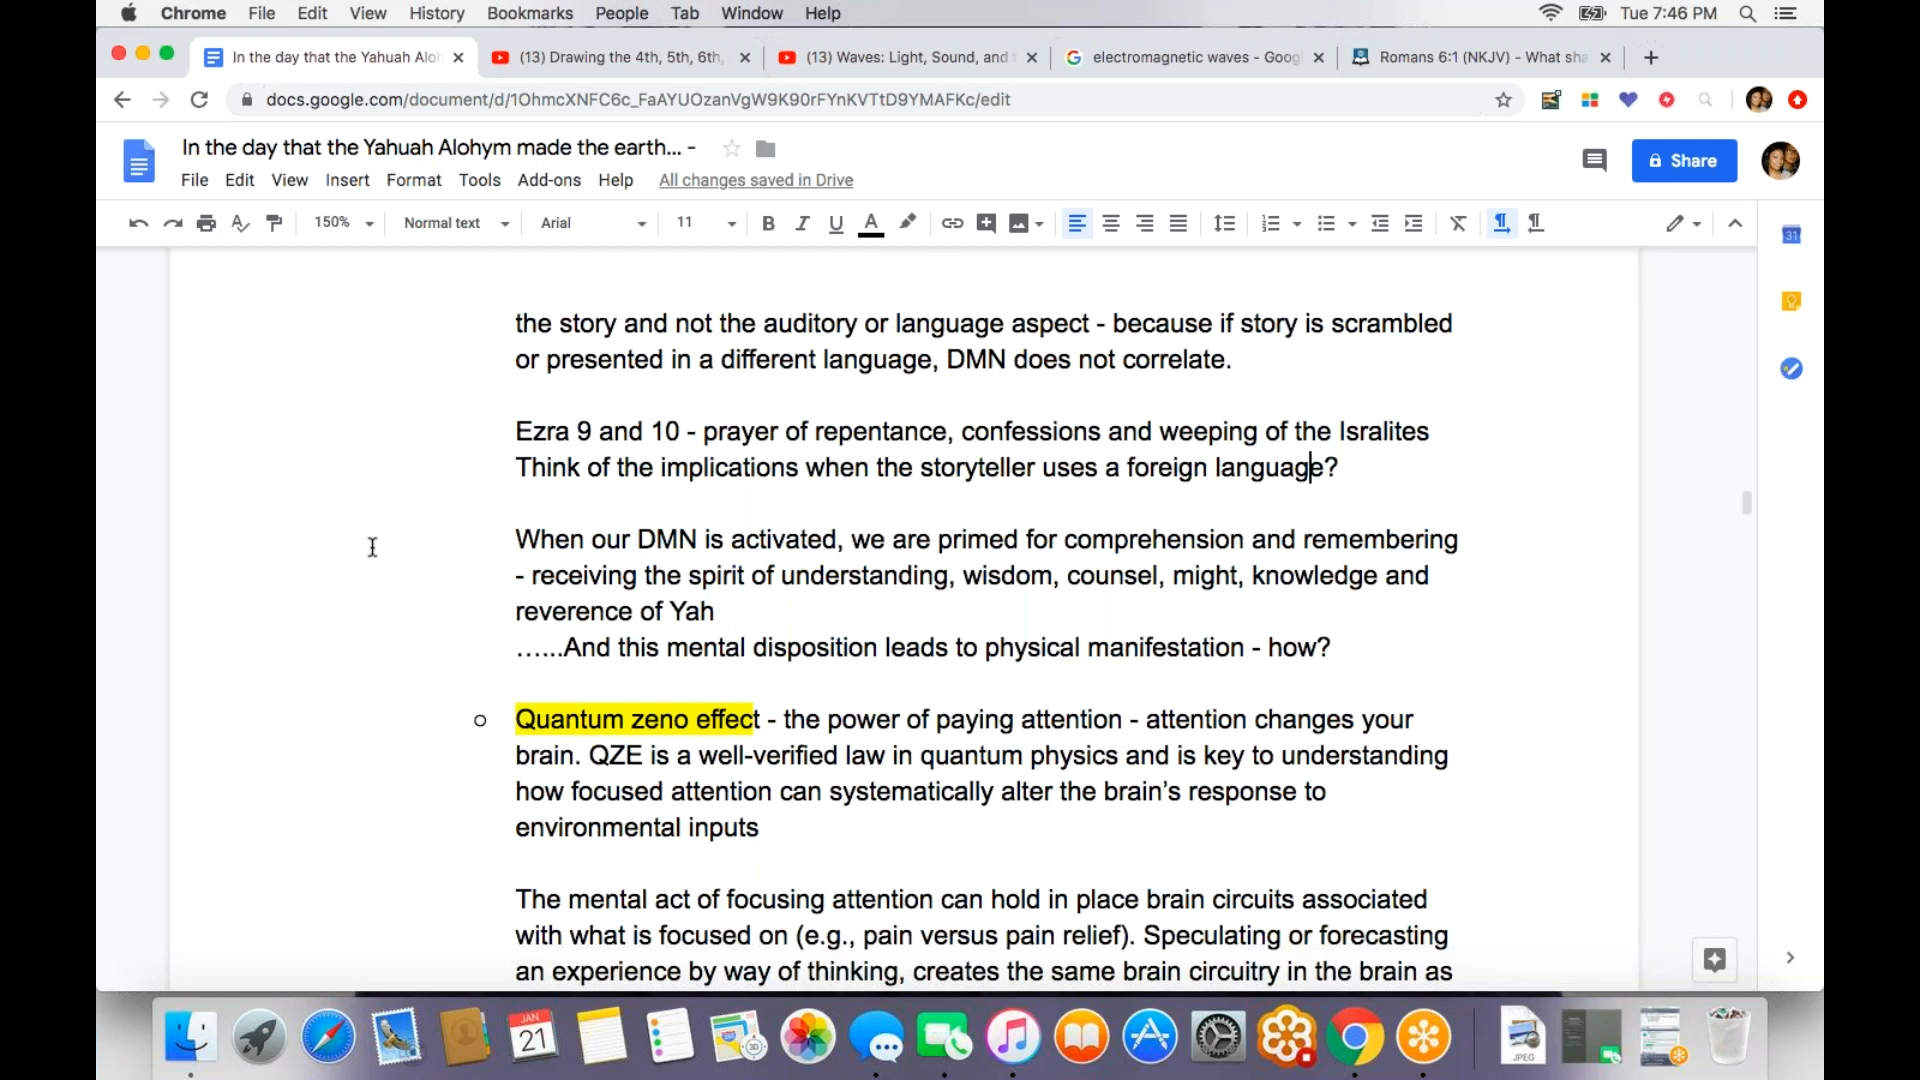 Chrome File Edit View History Bookmarks People Tab Window Help Tue 7:46 PM
In the day that the Yahuah Aloh (13) Drawing the 4th, 5th, 6th, (13) Waves: Light, Sound, and electromagnetic waves - Goog Romans 6:1 (NKJV) - What sha
docs.google.com/document/d/1OhmcXNFC6c_FaAYUOzanVgW9K90rFYnKVTtD9YMAFKc/edit
In the day that the Yahuah Alohym made the earth... -
File Edit View Insert Format Tools Add-ons Help All changes saved in Drive
Share
150% Normal text Arial 11 B I U A
31
the story and not the auditory or language aspect - because if story is scrambled
or presented in a different language, DMN does not correlate.
Ezra 9 and 10 - prayer of repentance, confessions and weeping of the Isralites
Think of the implications when the storyteller uses a foreign language?
When our DMN is activated, we are primed for comprehension and remembering
- receiving the spirit of understanding, wisdom, counsel, might, knowledge and
reverence of Yah
…...And this mental disposition leads to physical manifestation - how?
Quantum zeno effect - the power of paying attention - attention changes your
brain. QZE is a well-verified law in quantum physics and is key to understanding
how focused attention can systematically alter the brain’s response to
environmental inputs
The mental act of focusing attention can hold in place brain circuits associated
with what is focused on (e.g., pain versus pain relief). Speculating or forecasting
an experience by way of thinking, creates the same brain circuitry in the brain as
JAN
21
3D
JPEG